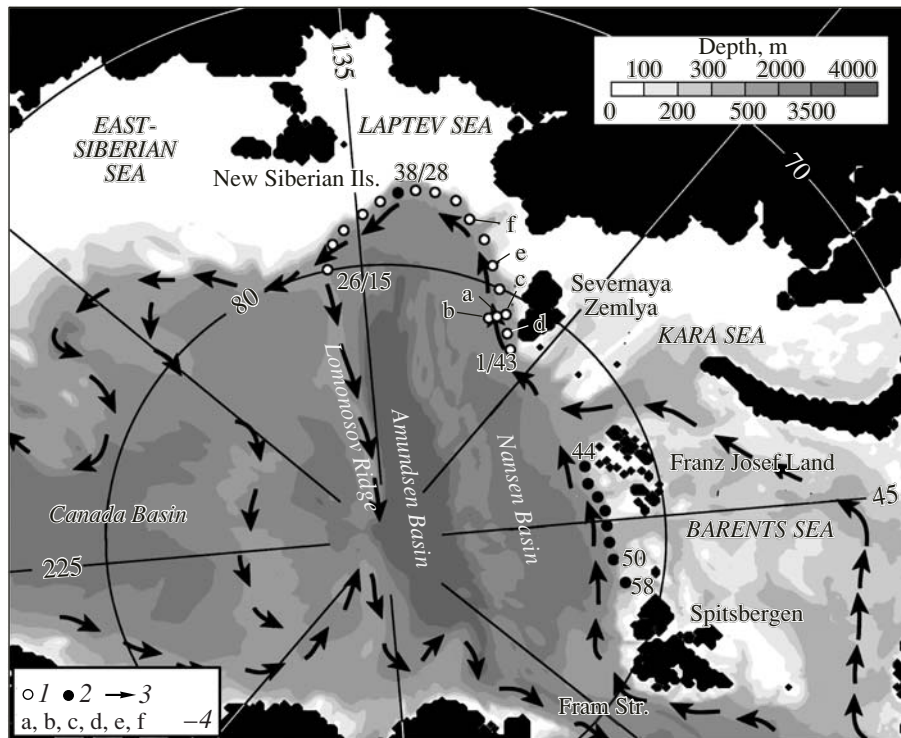 135
Depth, m
100 300 2000 4000
0 200 500 3500
EAST-
SIBERIAN
SEA
LAPTEV SEA
70
New Siberian Ils.
38/28
f
e
26/15
80
a
c
b
d
Severnaya
Zemlya
1/43
KARA SEA
Lomonosov Ridge
Amundsen Basin
Nansen Basin
44
Franz Josef Land
45
Canada Basin
BARENTS SEA
225
50
58
Spitsbergen
Fram Str.
1 2 3
a, b, c, d, e, f –4